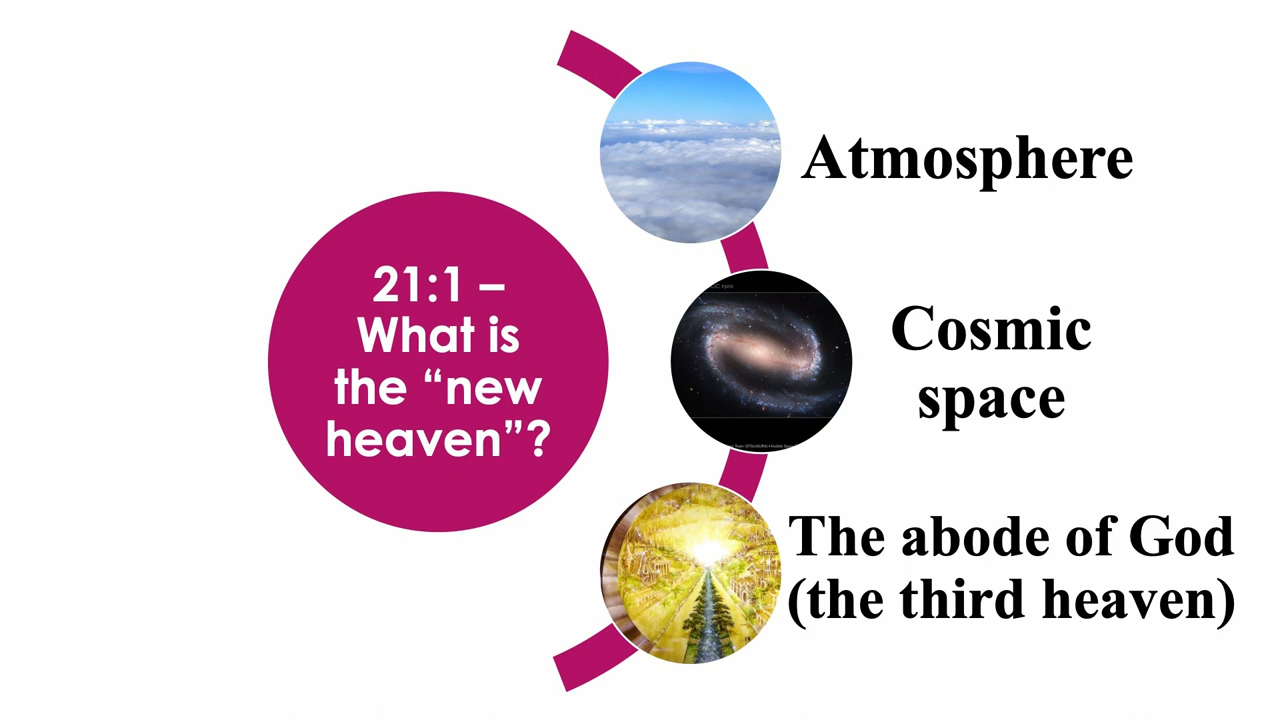 21:1 –
What is
the “new
heaven”?
Atmosphere
Cosmic
space
The abode of God
(the third heaven)